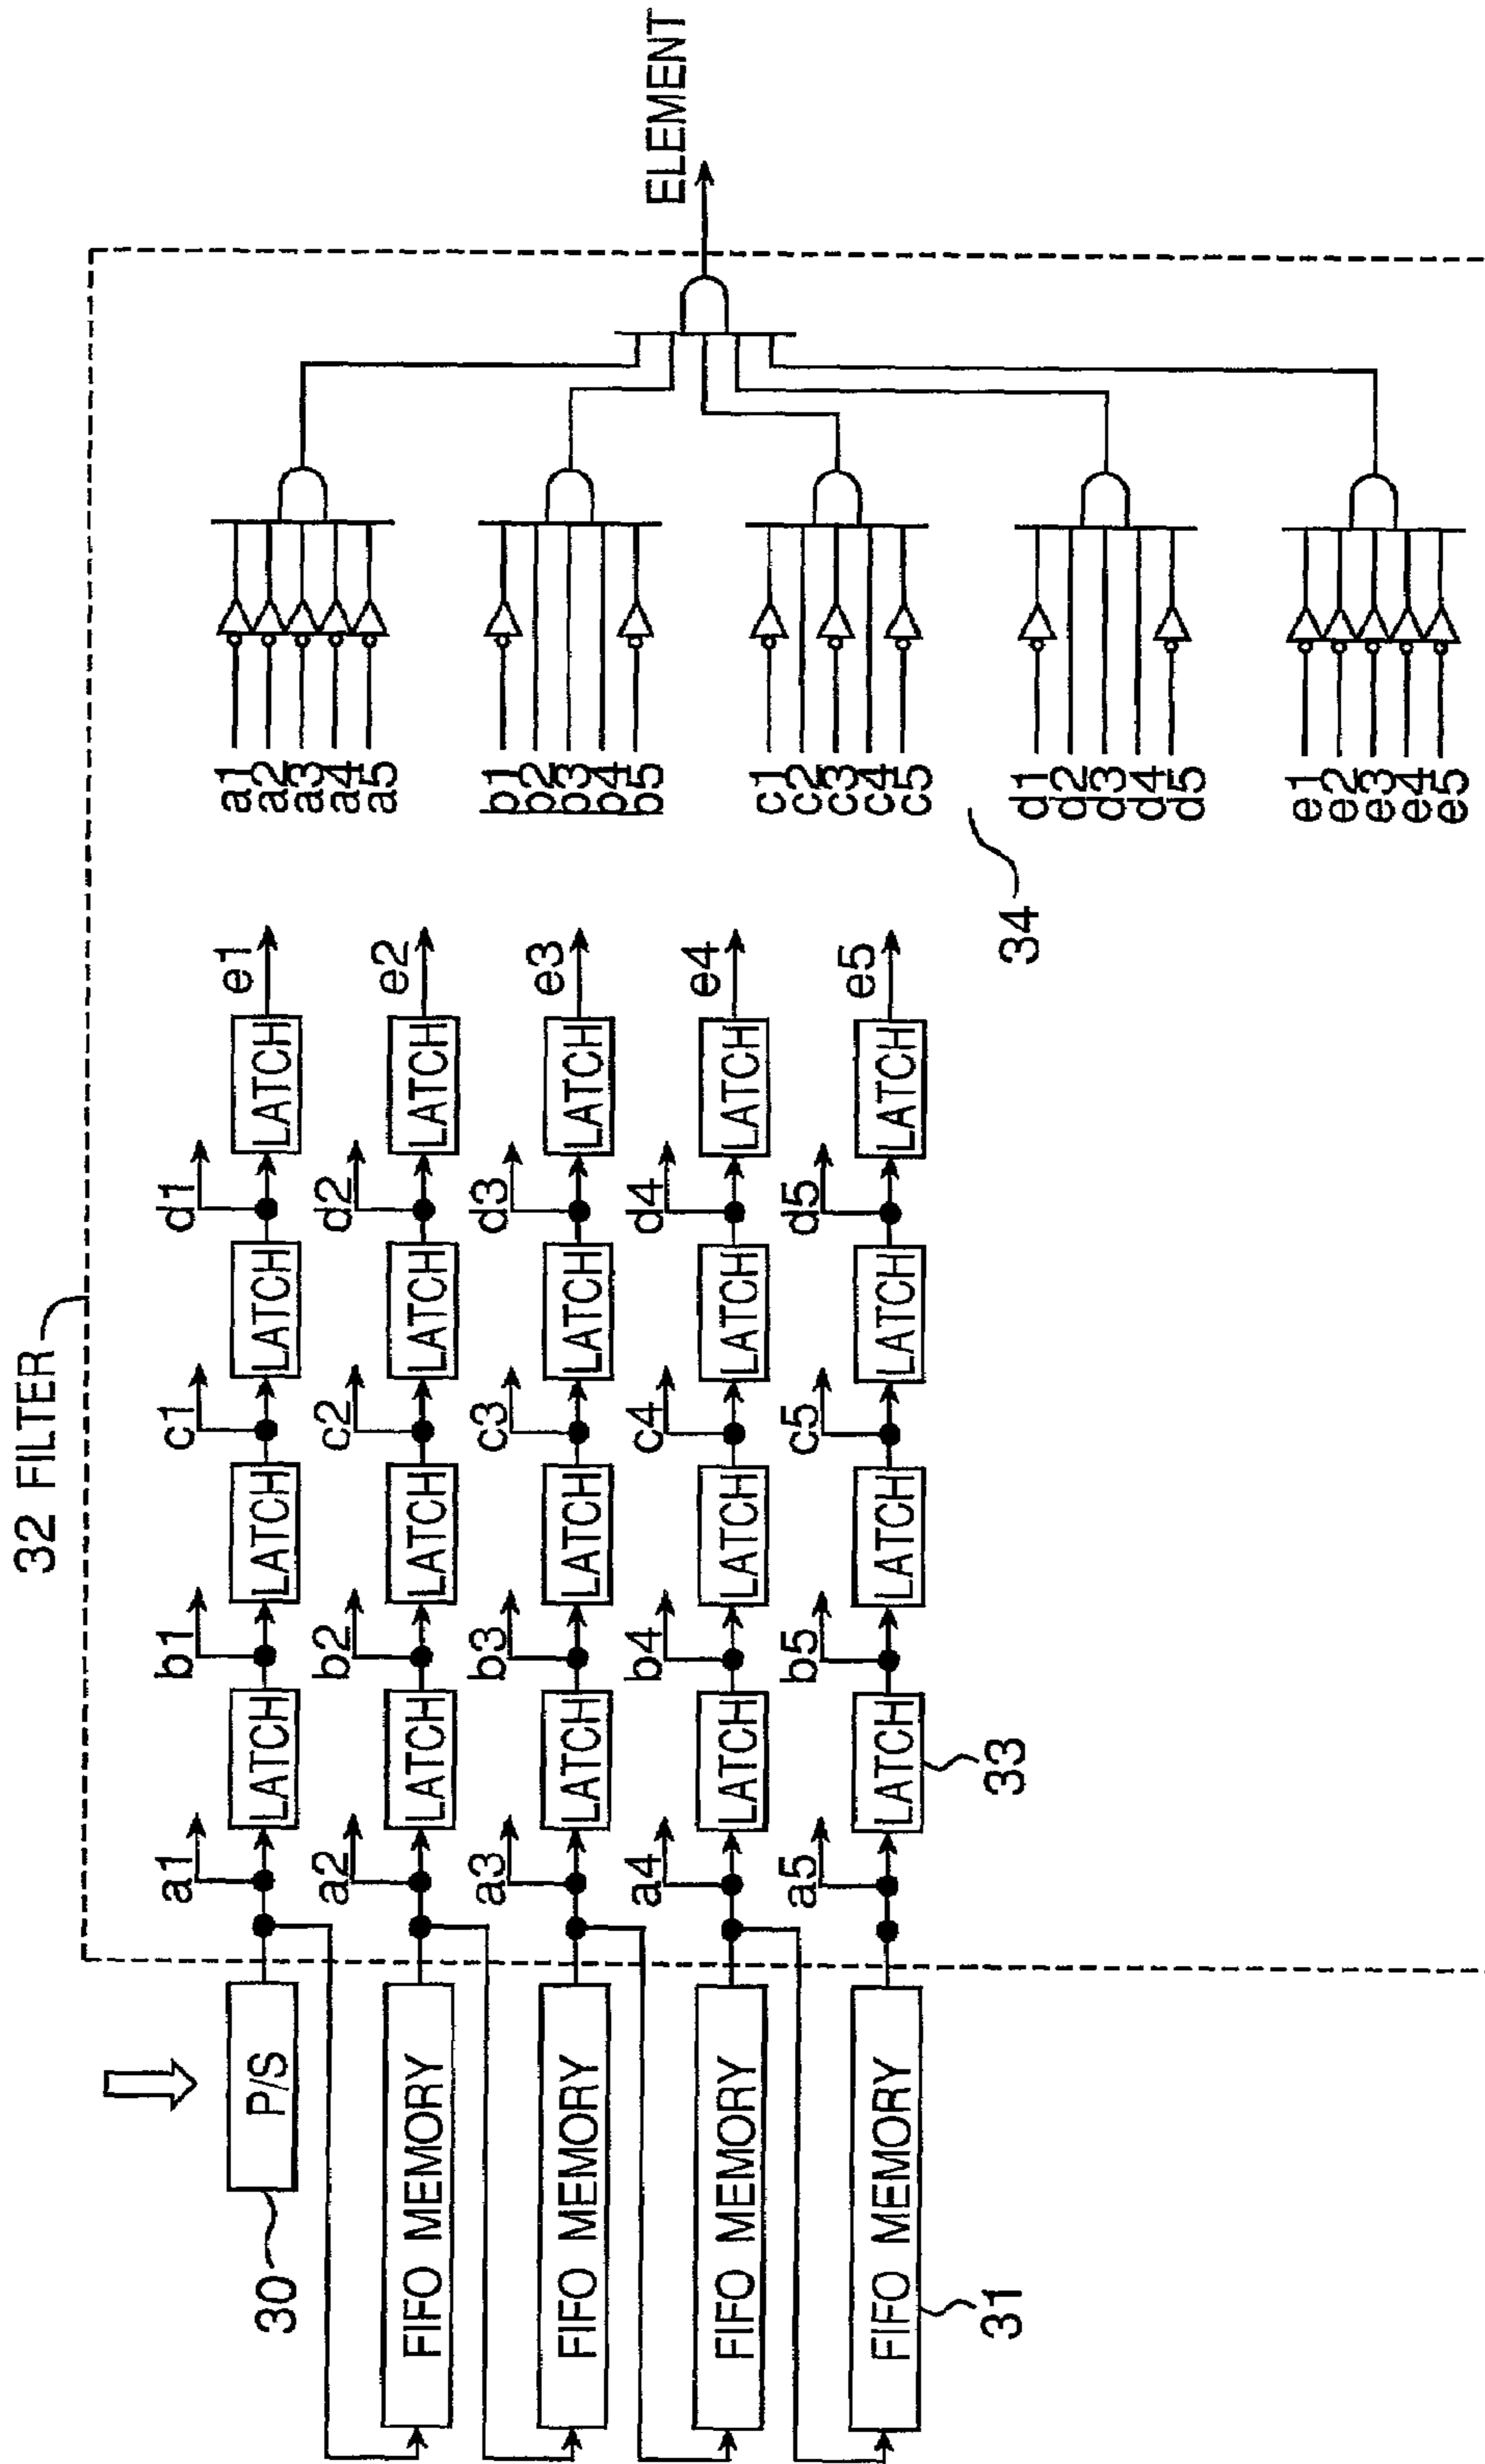 32 FILTER
30
P/S
a1
LATCH
b1
LATCH
c1
LATCH
d1
LATCH
e1
FIFO MEMORY
a2
LATCH
b2
LATCH
c2
LATCH
d2
LATCH
e2
FIFO MEMORY
a3
LATCH
b3
LATCH
c3
LATCH
d3
LATCH
e3
FIFO MEMORY
a4
LATCH
b4
LATCH
c4
LATCH
d4
LATCH
e4
31
FIFO MEMORY
a5
LATCH
33
b5
LATCH
c5
LATCH
d5
LATCH
e5
34
a1
a2
a3
a4
a5
b1
b2
b3
b4
b5
c1
c2
c3
c4
c5
d1
d2
d3
d4
d5
e1
e2
e3
e4
e5
ELEMENT